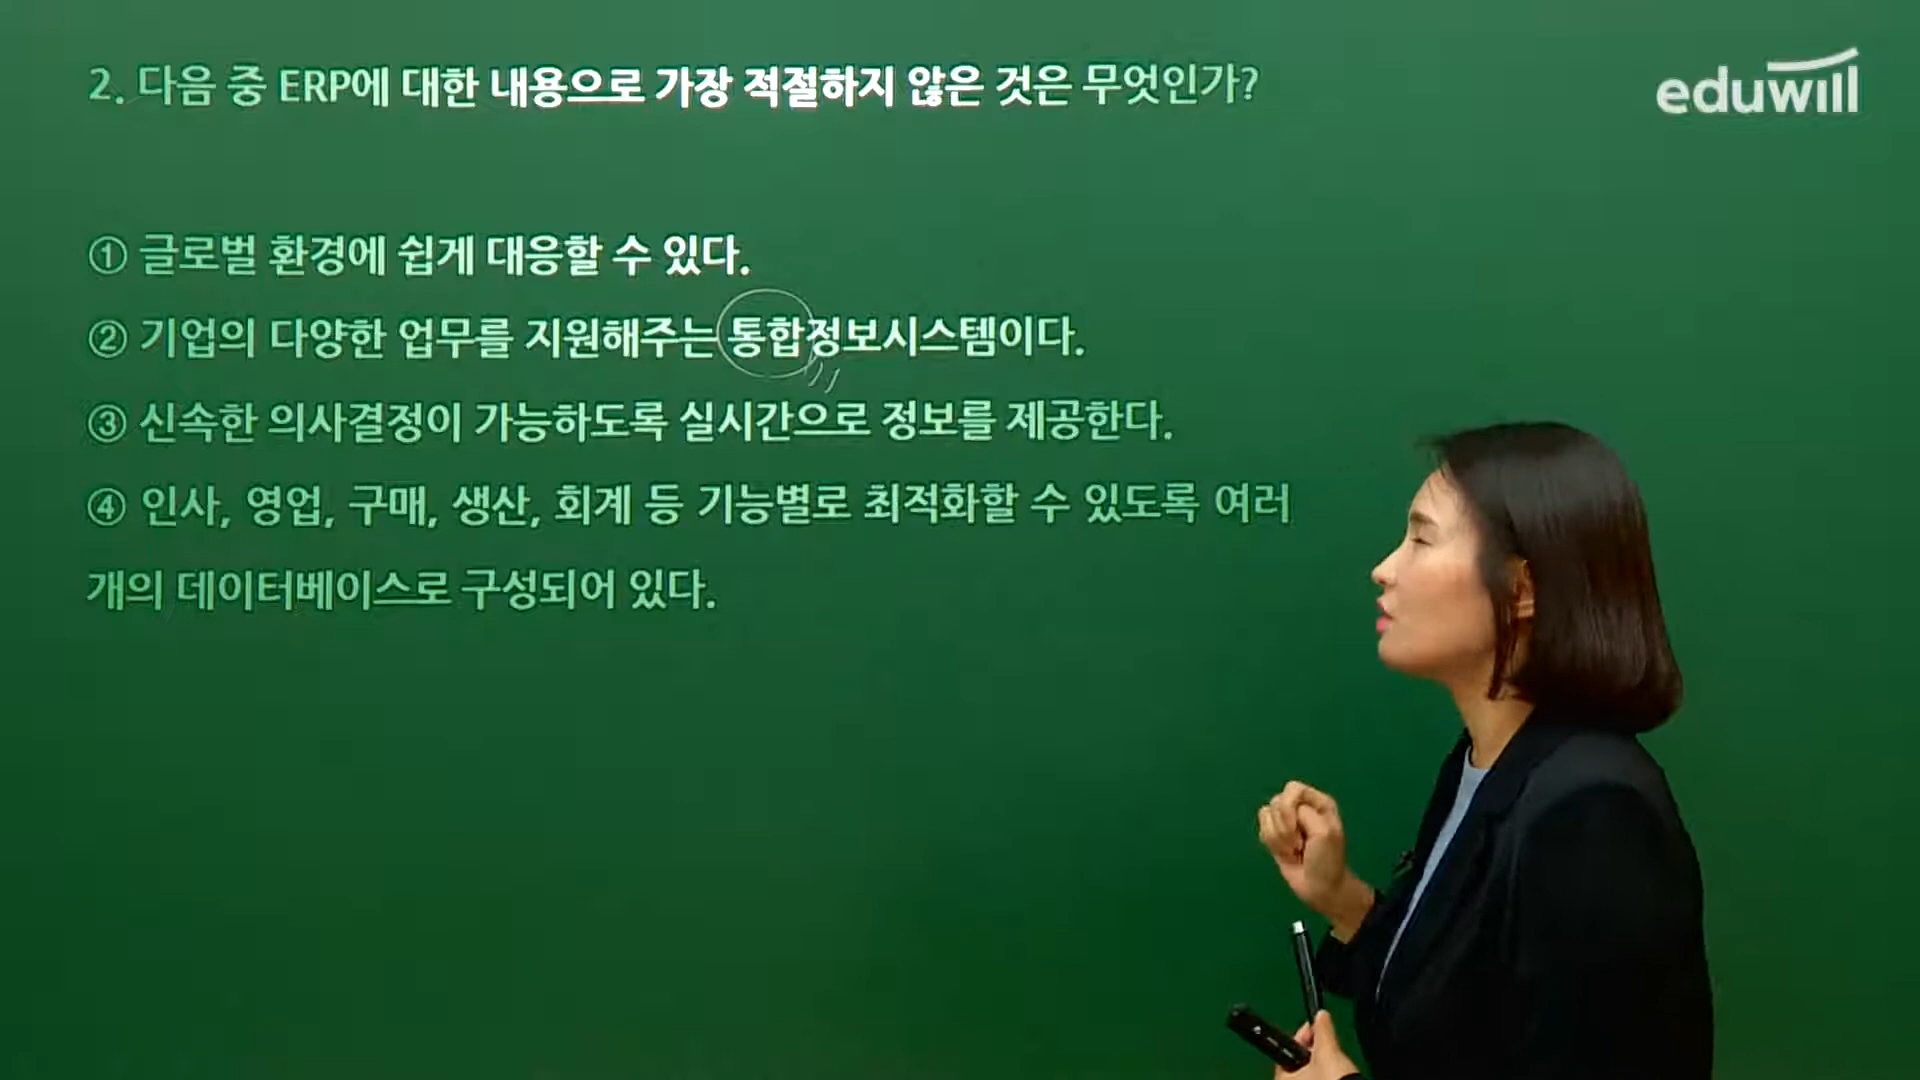 2. 다음 중 ERP에 대한 내용으로 가장 적절하지 않은 것은 무엇인가?
eduwill
① 글로벌 환경에 쉽게 대응할 수 있다.
② 기업의 다양한 업무를 지원해주는 통합정보시스템이다.
③ 신속한 의사결정이 가능하도록 실시간으로 정보를 제공한다.
④ 인사, 영업, 구매, 생산, 회계 등 기능별로 최적화할 수 있도록 여러
개의 데이터베이스로 구성되어 있다.